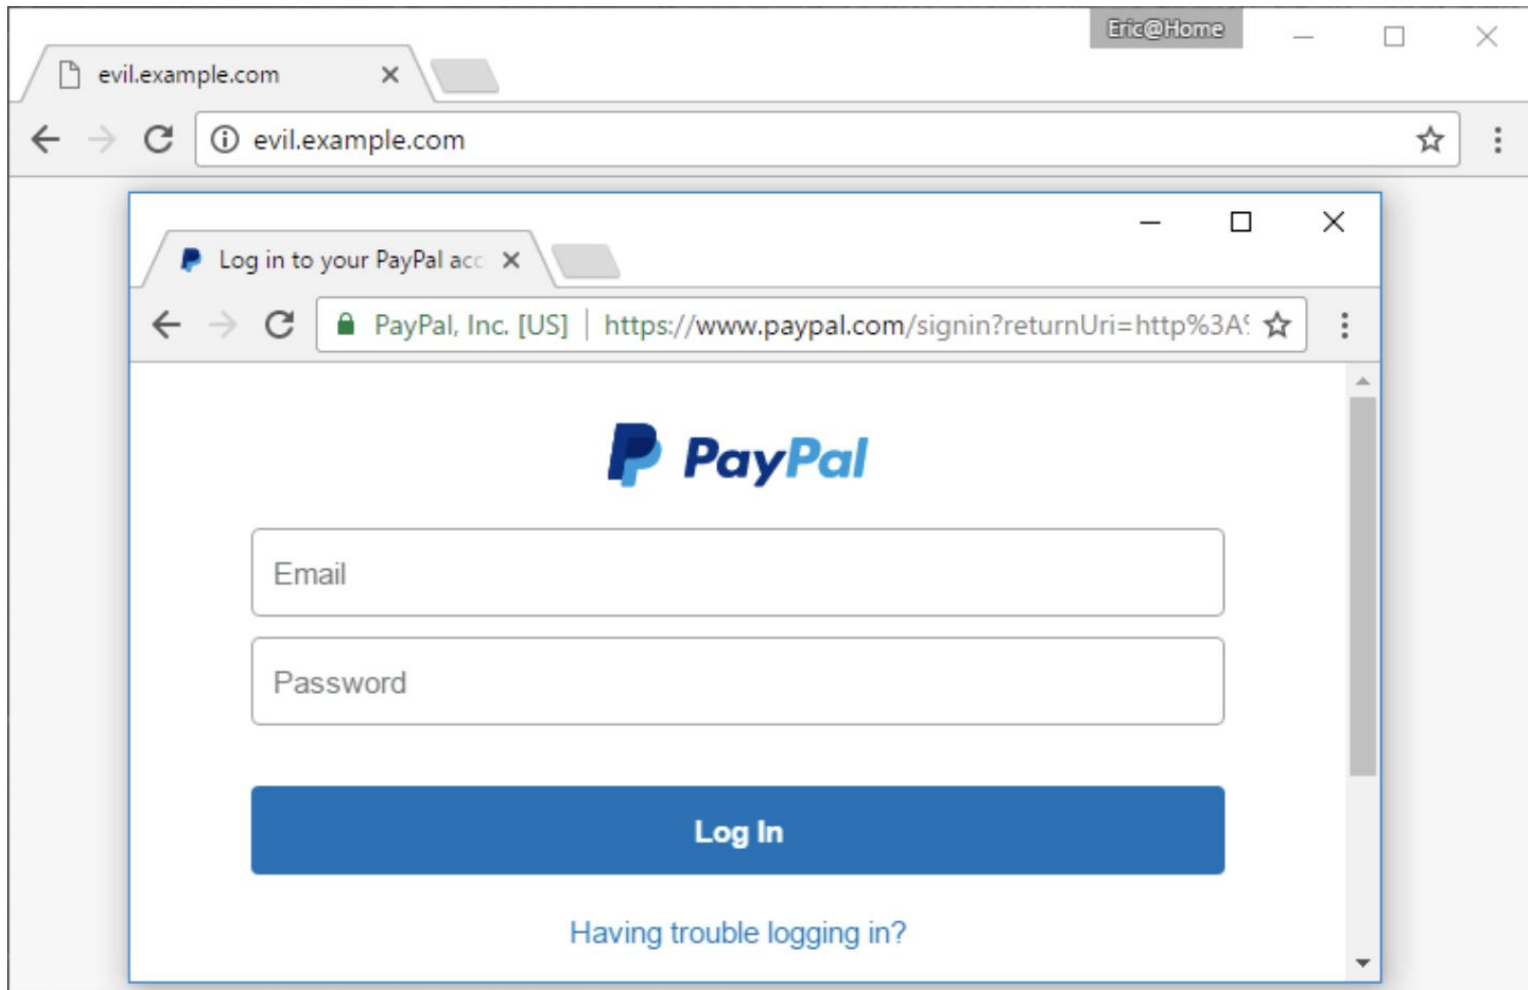 Eric@Home
evil.example.com
evil.example.com
Log in to your PayPal acc
PayPal, Inc. [US] | https://www.paypal.com/signin?returnUri=http%3A%
PayPal
Email
Password
Log In
Having trouble logging in?